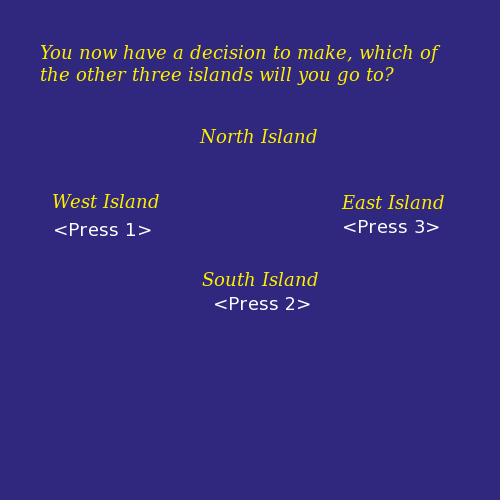 You now have a decision to make, which of
the other three islands will you go to?
North Island
West Island
<Press 1>
East Island
<Press 3>
South Island
<Press 2>